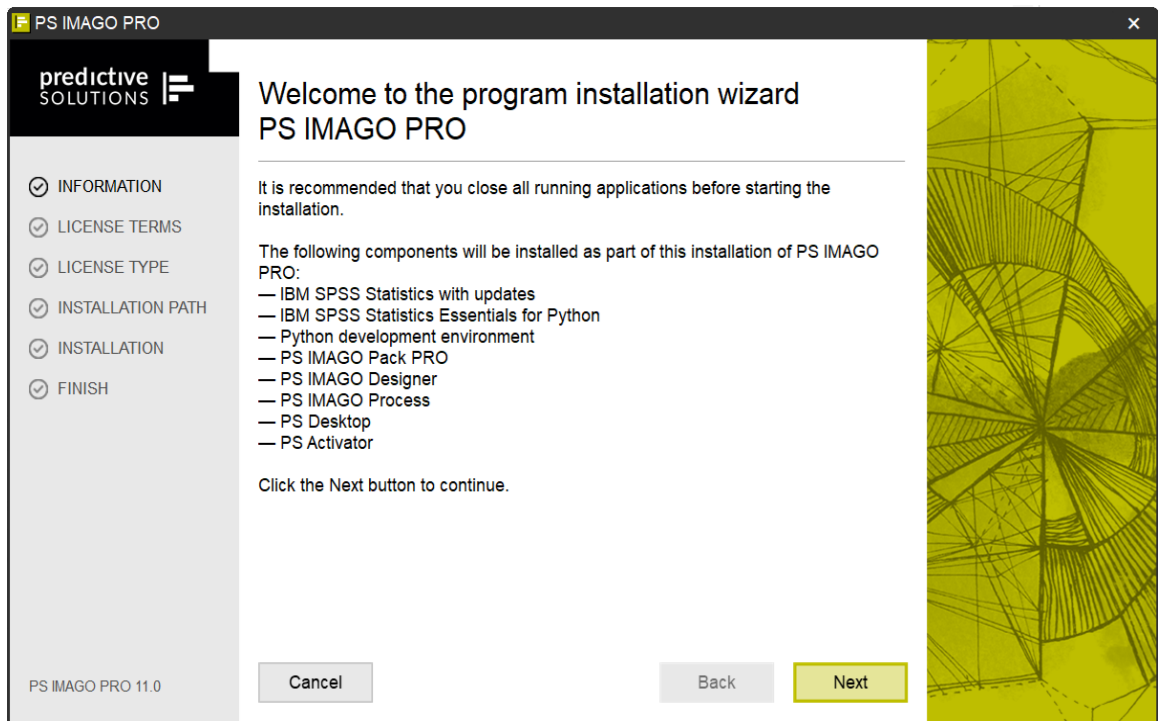 PS IMAGO PRO
predictive
SOLUTIONS
INFORMATION
LICENSE TERMS
LICENSE TYPE
INSTALLATION PATH
INSTALLATION
FINISH
PS IMAGO PRO 11.0
Welcome to the program installation wizard
PS IMAGO PRO
It is recommended that you close all running applications before starting the
installation.
The following components will be installed as part of this installation of PS IMAGO
PRO:
— IBM SPSS Statistics with updates
— IBM SPSS Statistics Essentials for Python
— Python development environment
— PS IMAGO Pack PRO
— PS IMAGO Designer
— PS IMAGO Process
— PS Desktop
— PS Activator
Click the Next button to continue.
Cancel
Back
Next